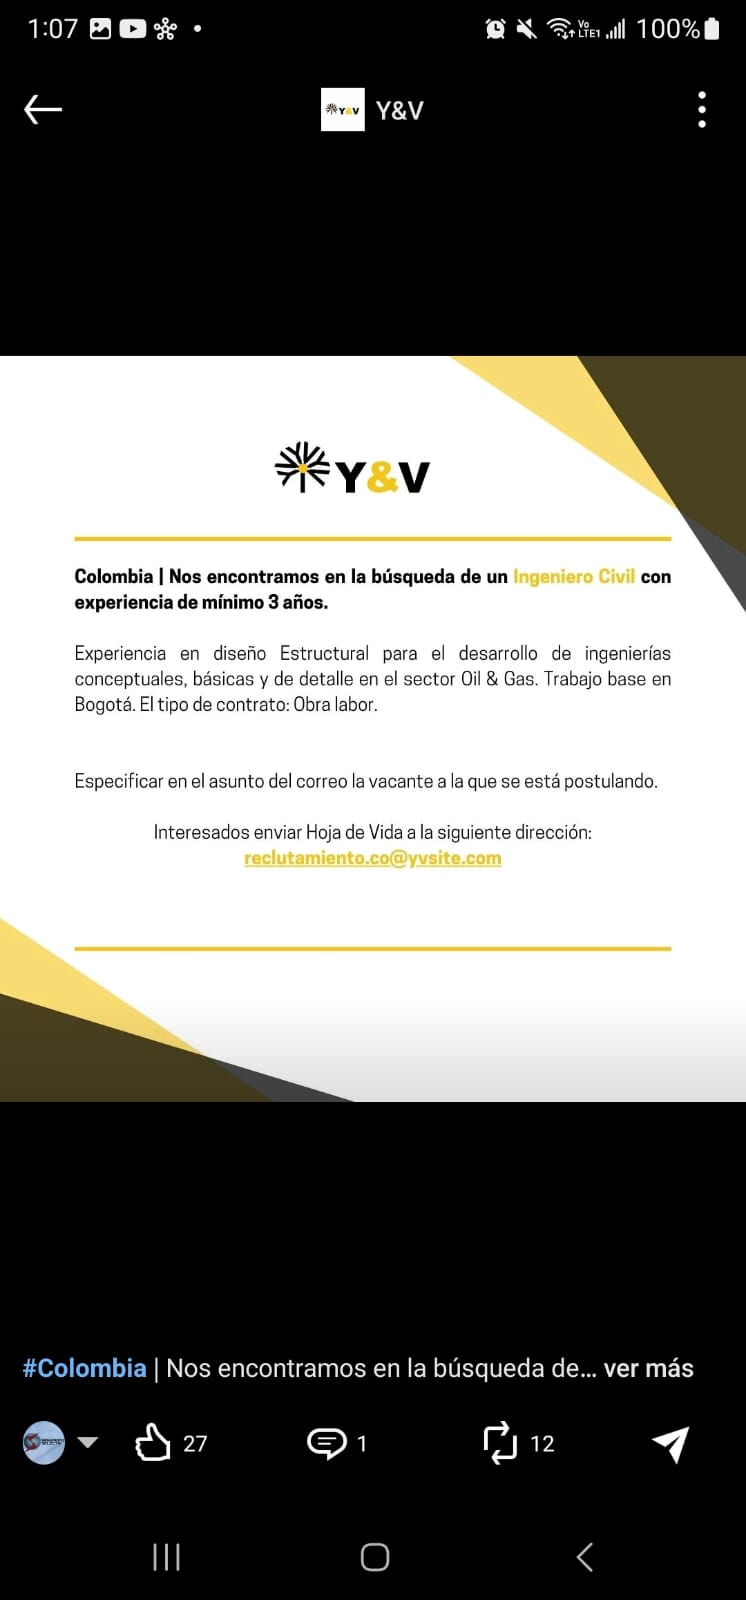 1:07
Vo
LTE1
100%
Y&V
Y&V
Y&V
Colombia | Nos encontramos en la búsqueda de un Ingeniero Civil con
experiencia de mínimo 3 años.
Experiencia en diseño Estructural para el desarrollo de ingenierías
conceptuales, básicas y de detalle en el sector Oil & Gas. Trabajo base en
Bogotá. El tipo de contrato: Obra labor.
Especificar en el asunto del correo la vacante a la que se está postulando.
Interesados enviar Hoja de Vida a la siguiente dirección:
reclutamiento.co@yvsite.com
#Colombia | Nos encontramos en la búsqueda de... ver más
27
1
12